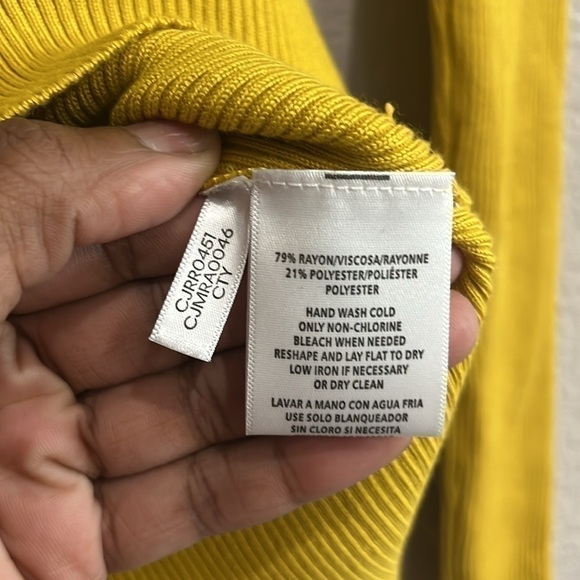 CJRR0451
CJMRA0046
CTY
79% RAYON/VISCOSA/RAYONNE
21% POLYESTER/POLIÉSTER
POLYESTER
HAND WASH COLD
ONLY NON-CHLORINE
BLEACH WHEN NEEDED
RESHAPE AND LAY FLAT TO DRY
LOW IRON IF NECESSARY
OR DRY CLEAN
LAVAR A MANO CON AGUA FRIA
USE SOLO BLANQUEADOR
SIN CLORO SI NECESITA